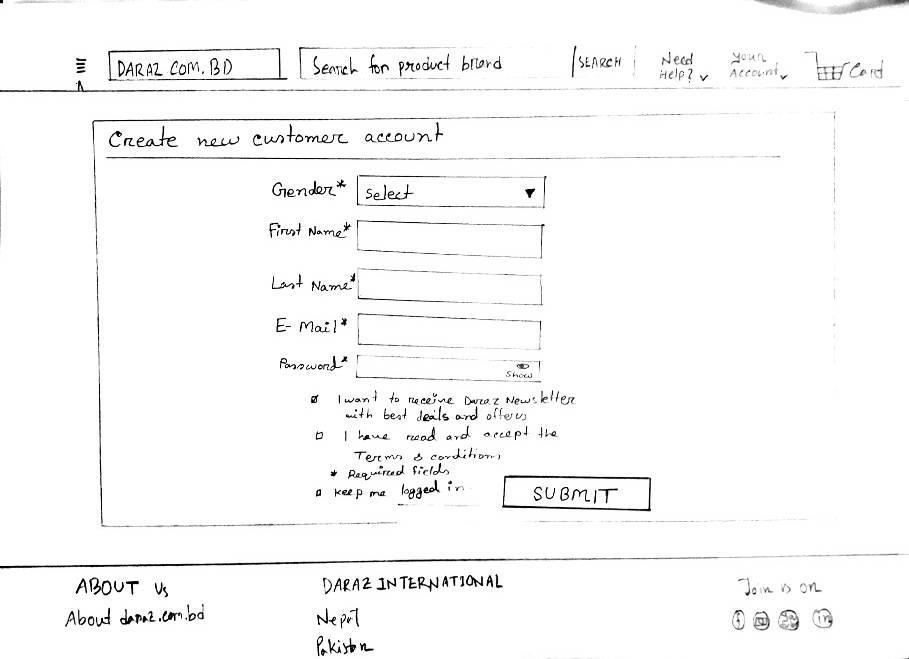 DARAZ COM. BD
Search for product brand
SEARCH
Need Help?
Your Account
Card
Create new customer account
Gender*
Select
First Name*
Last Name*
E- Mail*
Password*
Show
I want to receive Daraz Newsletter
with best deals and offers
I have read and accept the
Terms & conditions
* Required fields
keep me logged in
SUBMIT
ABOUT Us
About daraz.com.bd
DARAZ INTERNATIONAL
Nepal
Pakistan
Join us on
f
in